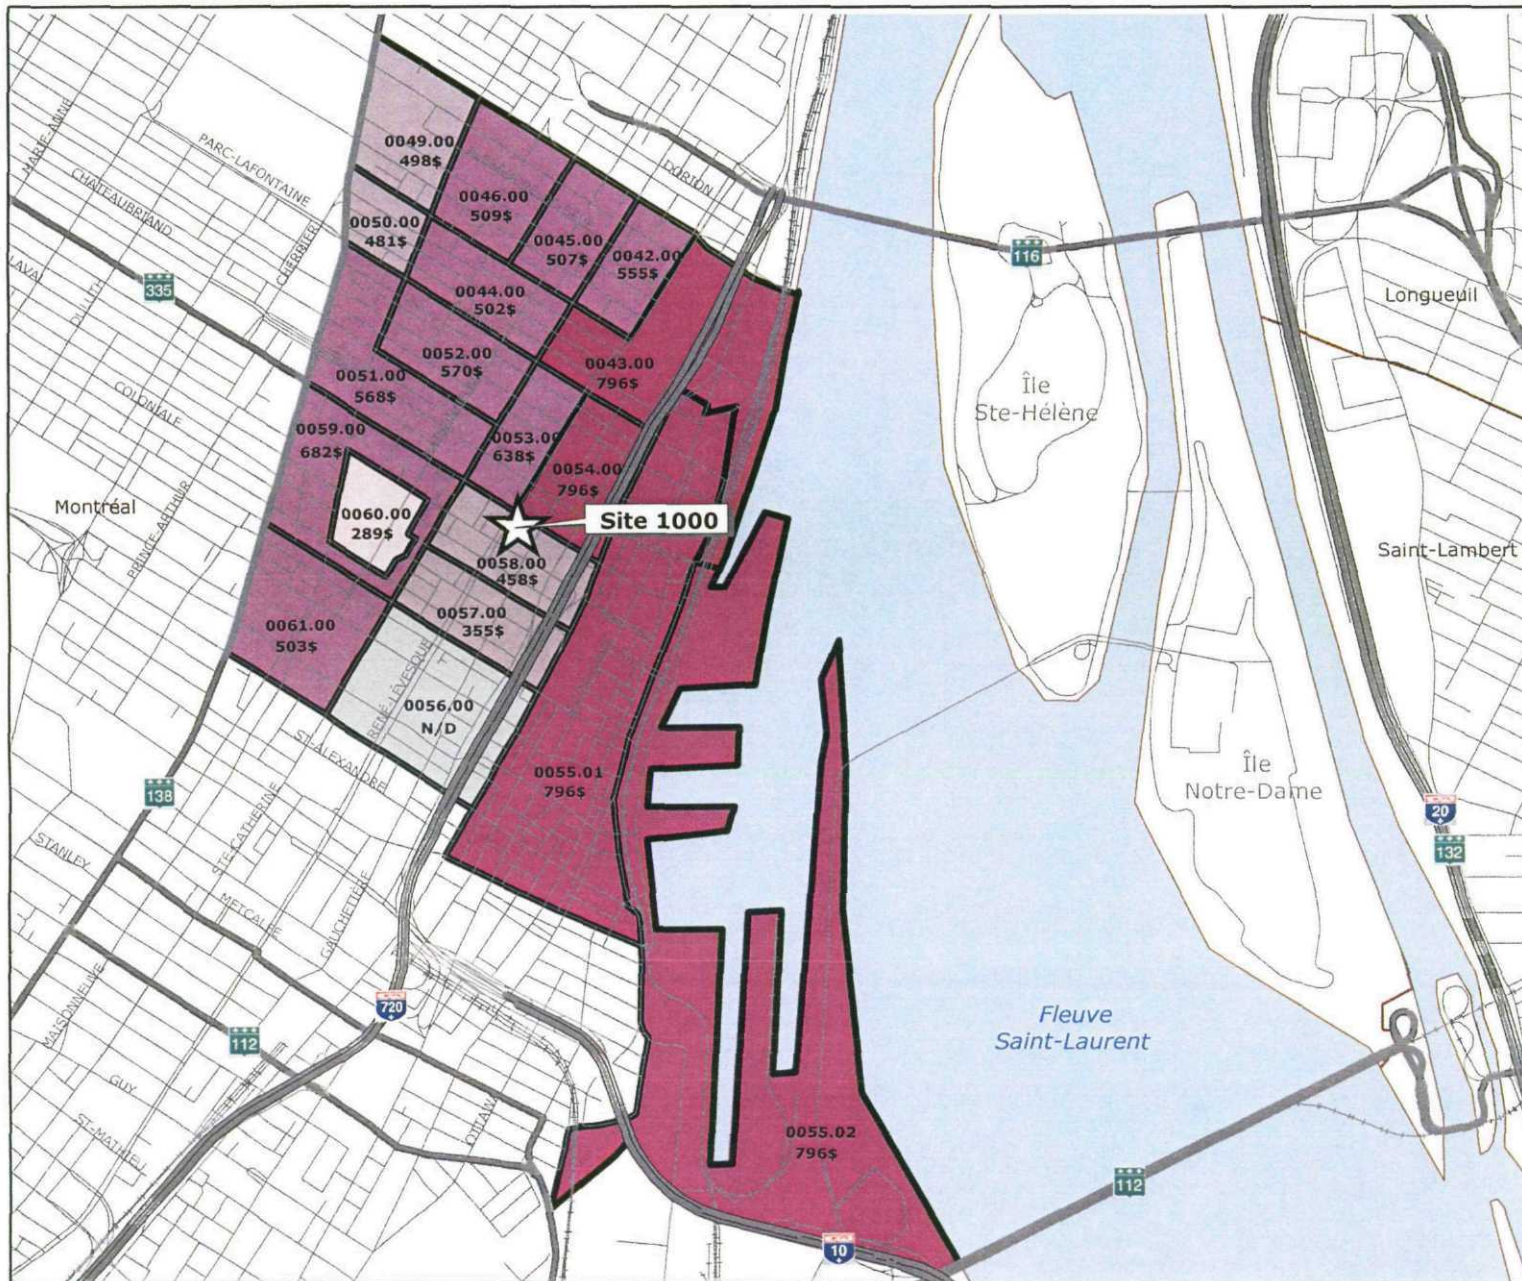 MARIE-ANNE
PARC-LAFONTAINE
CHATEAUBRIAND
CHERRIER
D'ORION
0049.00
498$
0046.00
509$
0050.00
481$
0045.00
507$
0042.00
555$
116
LAVAL
DULUTH
335
Longueuil
0044.00
502$
0043.00
796$
0052.00
570$
0051.00
568$
Île
Ste-Hélène
COLONIALE
0059.00
682$
0053.00
638$
0054.00
796$
Montréal
PRINCE-ARTHUR
0060.00
289$
Site 1000
Saint-Lambert
0058.00
458$
0057.00
355$
0061.00
503$
RENÉ-LÉVESQUE
0056.00
N/D
ST-ALEXANDRE
0055.01
796$
Île
Notre-Dame
138
20
132
STE-CATHERINE
STANLEY
METCALFE
GAUCHETIÈRE
MAISONNEUVE
720
112
Fleuve
Saint-Laurent
GUY
ST-MATHIEU
OTTAWA
0055.02
796$
112
10